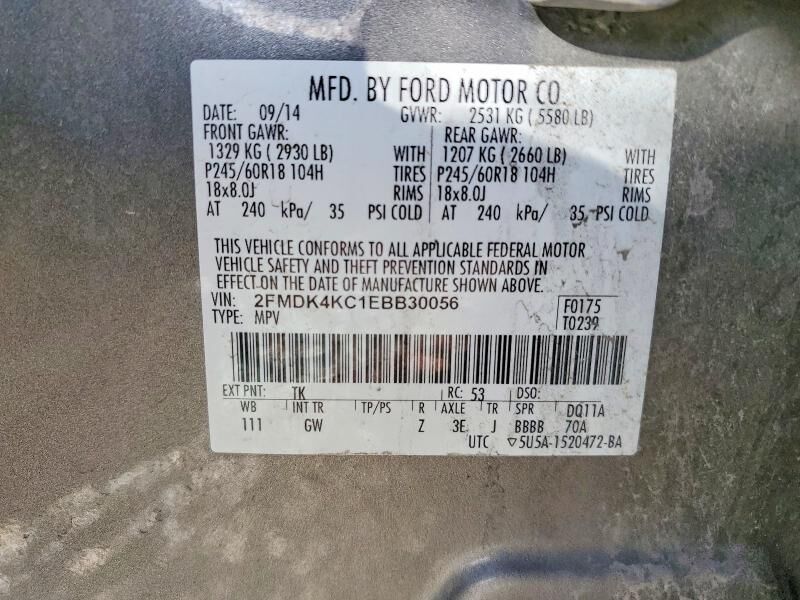 MFD. BY FORD MOTOR CO.
DATE: 09/14 GVWR: 2531 KG ( 5580 LB)
FRONT GAWR: REAR GAWR:
1329 KG ( 2930 LB) WITH 1207 KG ( 2660 LB) WITH
P245/60R18 104H TIRES P245/60R18 104H TIRES
18x8.0J RIMS 18x8.0J RIMS
AT 240 kPa/ 35 PSI COLD AT 240 kPa/ 35 PSI COLD
THIS VEHICLE CONFORMS TO ALL APPLICABLE FEDERAL MOTOR
VEHICLE SAFETY AND THEFT PREVENTION STANDARDS IN
EFFECT ON THE DATE OF MANUFACTURE SHOWN ABOVE.
VIN: 2FMDK4KC1EBB30056 F0175
TYPE: MPV T0239
EXT PNT: TK RC: 53 DSO:
WB INT TR TP/PS R AXLE TR SPR DQ11A
111 GW Z 3E J BBBB 70A
UTC ▽5U5A-1520472-BA